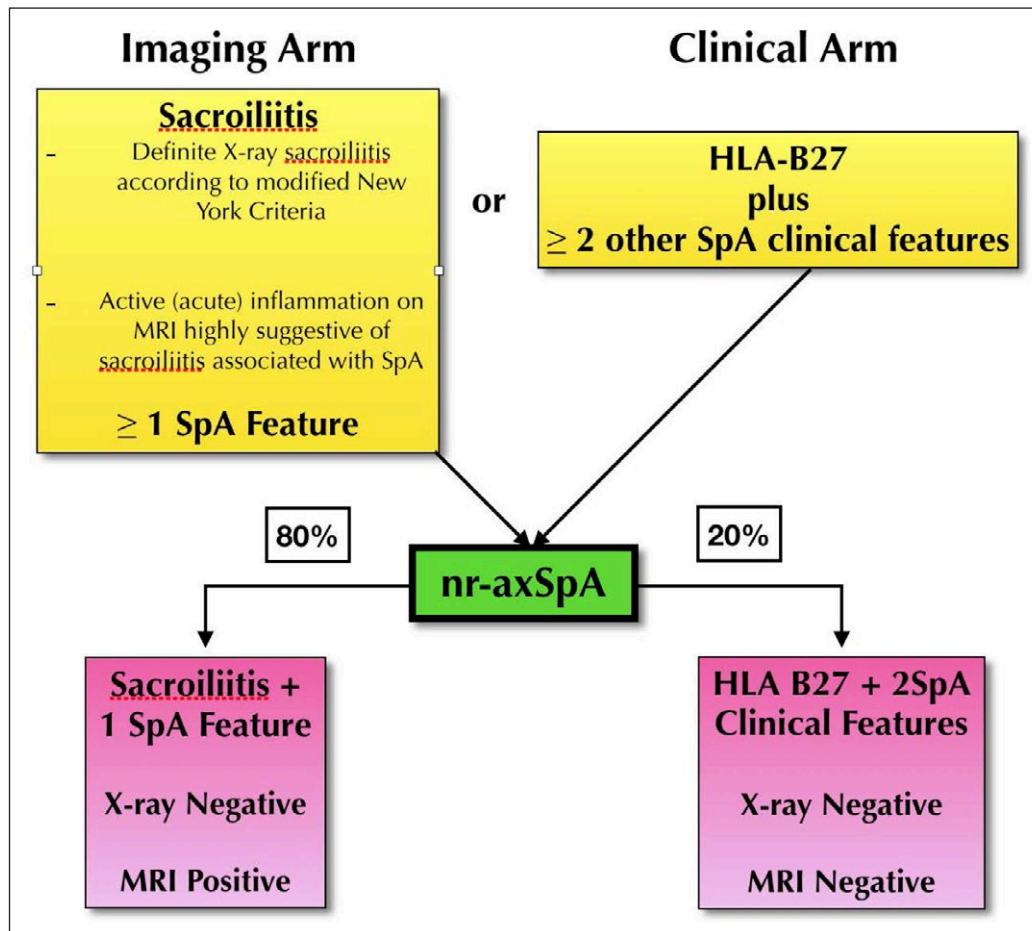 Imaging Arm
Sacroiliitis
- Definite X-ray sacroiliitis
according to modified New
York Criteria
- Active (acute) inflammation on
MRI highly suggestive of
sacroiliitis associated with SpA
≥ 1 SpA Feature
or
Clinical Arm
HLA-B27
plus
≥ 2 other SpA clinical features
80%
nr-axSpA
20%
Sacroiliitis +
1 SpA Feature
X-ray Negative
MRI Positive
HLA B27 + 2SpA
Clinical Features
X-ray Negative
MRI Negative